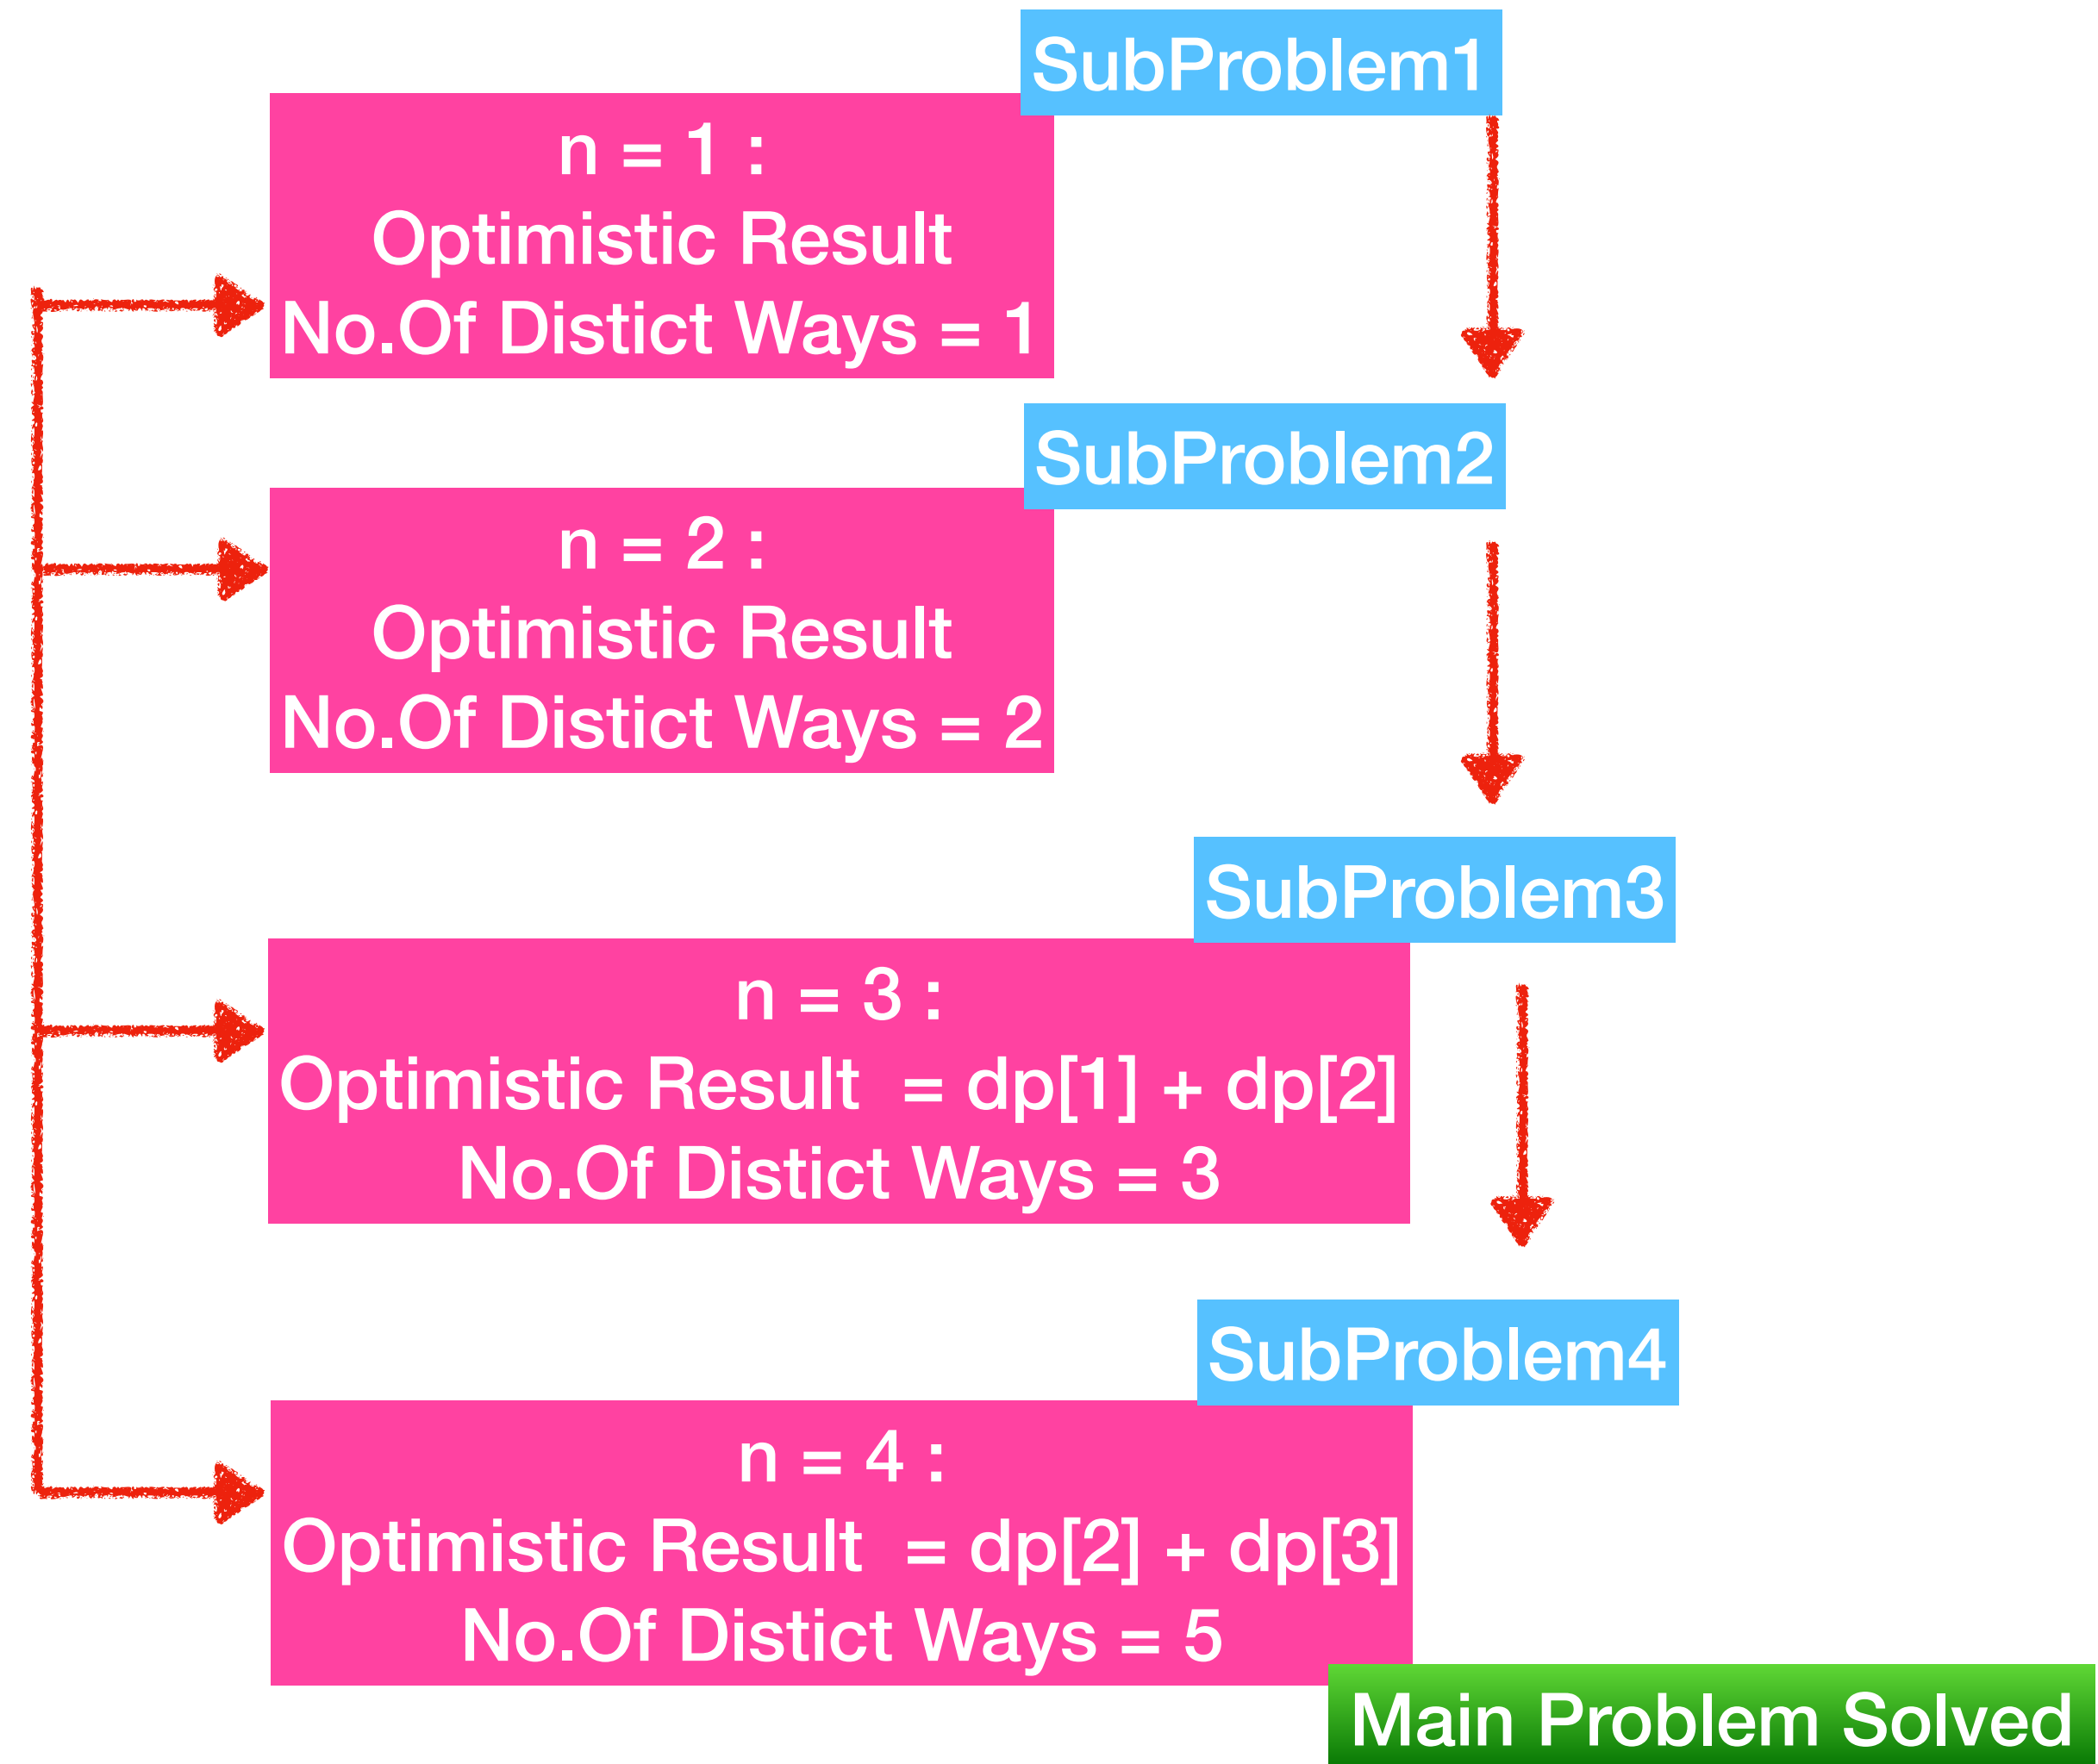 SubProblem1
n = 1 :
Optimistic Result
No.Of Distict Ways = 1
SubProblem2
n = 2 :
Optimistic Result
No.Of Distict Ways = 2
SubProblem3
n = 3 :
Optimistic Result = dp[1] + dp[2]
No.Of Distict Ways = 3
SubProblem4
n = 4 :
Optimistic Result = dp[2] + dp[3]
No.Of Distict Ways = 5
Main Problem Solved